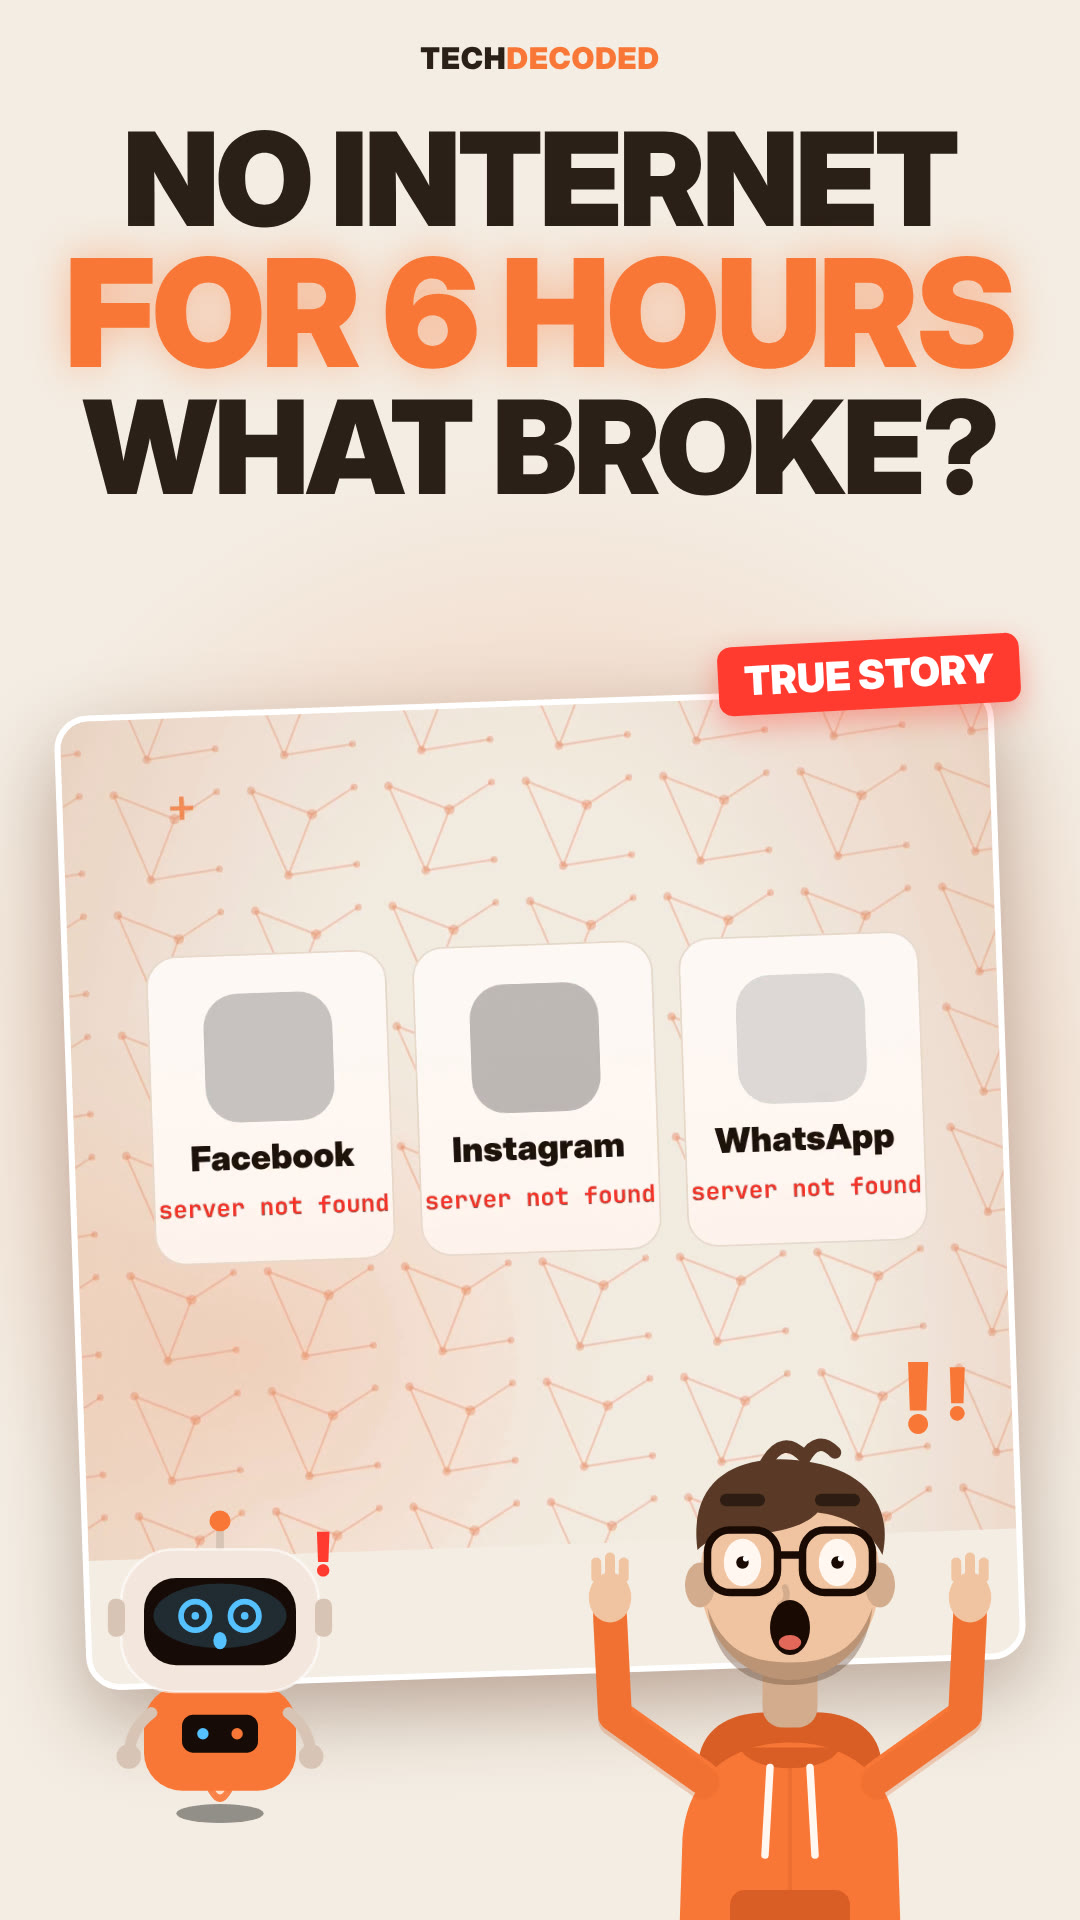 TECHDECODED
NO INTERNET
FOR 6 HOURS
WHAT BROKE?
TRUE STORY
Facebook
server not found
Instagram
server not found
WhatsApp
server not found
!!
!